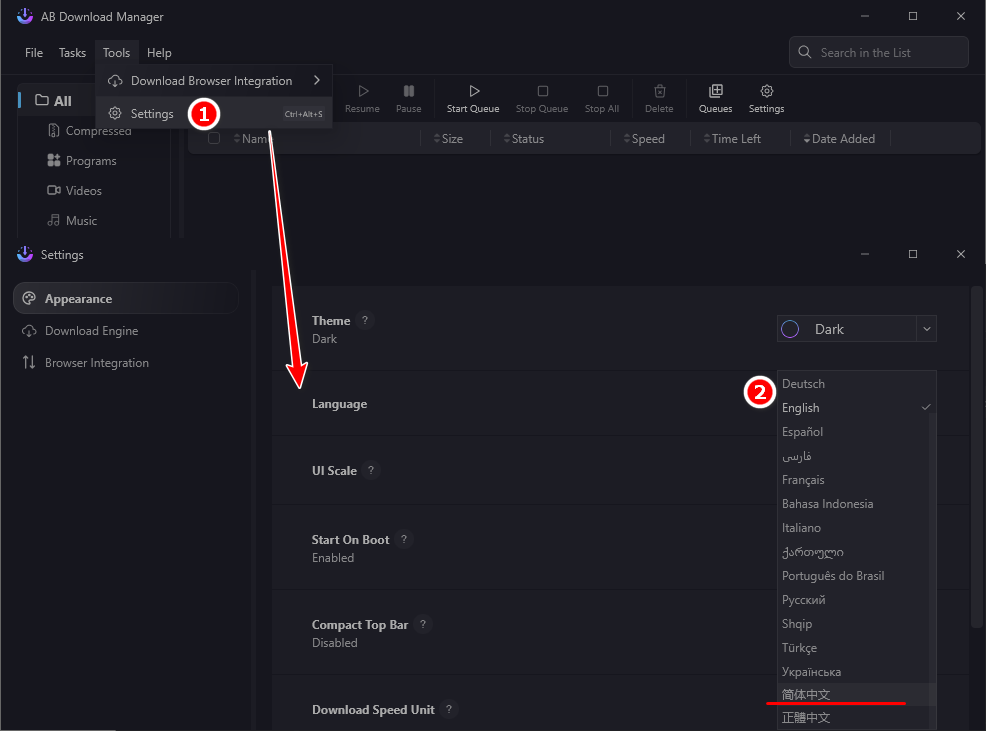 AB Download Manager
File Tasks Tools Help
Search in the List
Download Browser Integration
Settings 1 Ctrl+Alt+S
Resume Pause Start Queue Stop Queue Stop All Delete Queues Settings
All
Compressed
Programs
Videos
Music
Name Size Status Speed Time Left Date Added
Settings
Appearance
Download Engine
Browser Integration
Theme ?
Dark
Dark
Language
2
Deutsch
English
Español
فارسی
Français
Bahasa Indonesia
Italiano
ქართული
Português do Brasil
Русский
Shqip
Türkçe
Українська
简体中文
正體中文
UI Scale ?
Start On Boot ?
Enabled
Compact Top Bar ?
Disabled
Download Speed Unit ?